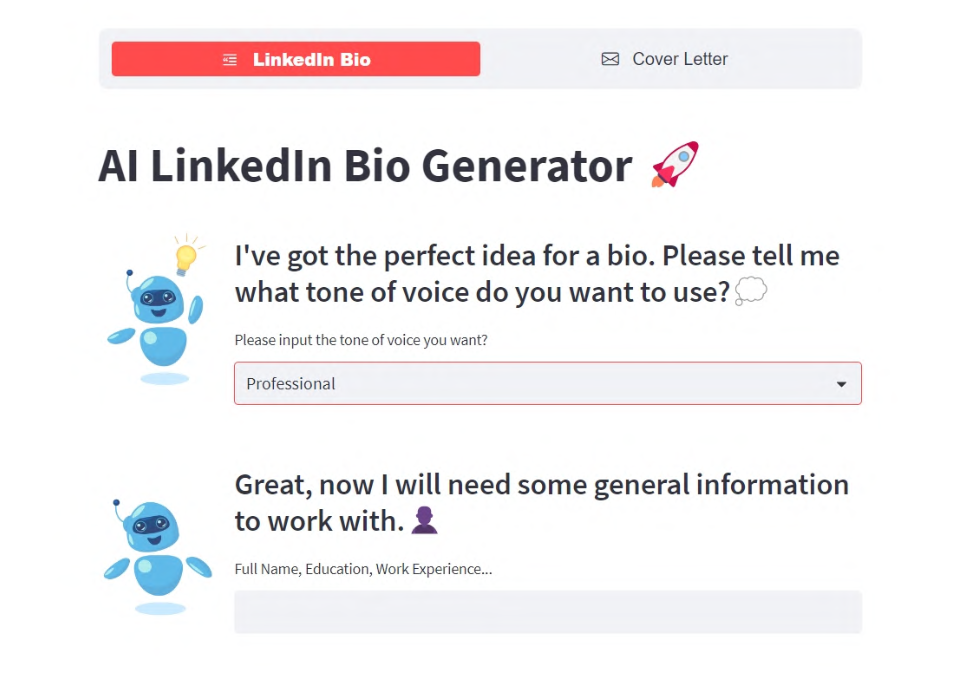 LinkedIn Bio
Cover Letter
AI LinkedIn Bio Generator 🚀
I've got the perfect idea for a bio. Please tell me
what tone of voice do you want to use? 💭
Please input the tone of voice you want?
Professional
Great, now I will need some general information
to work with. 👤
Full Name, Education, Work Experience...